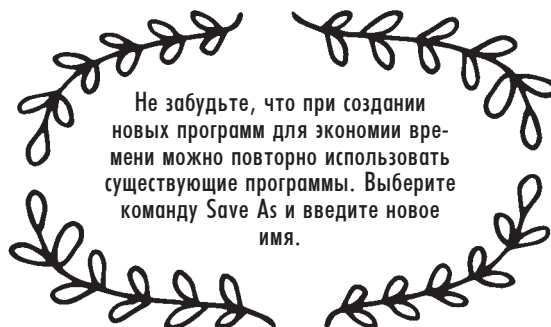 Не забудьте, что при создании
новых программ для экономии вре-
мени можно повторно использовать
существующие программы. Выберите
команду Save As и введите новое
имя.